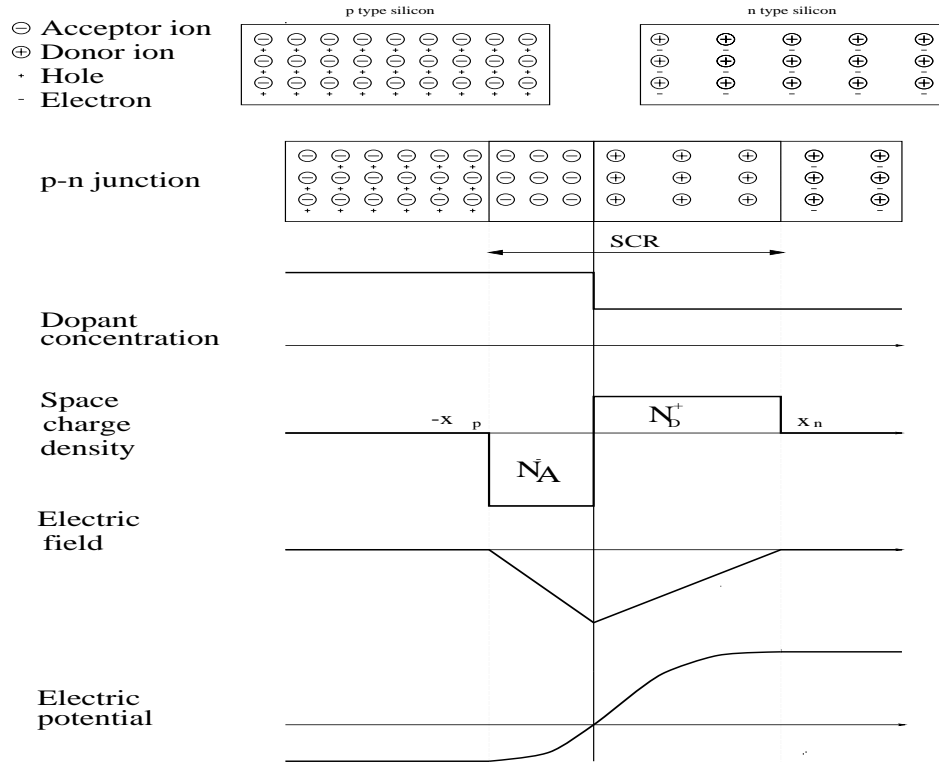 p type silicon
n type silicon
Acceptor ion
Donor ion
Hole
Electron
p-n junction
SCR
Dopant
concentration
Space
charge
density
-x p
x n
N D +
N A -
Electric
field
Electric
potential